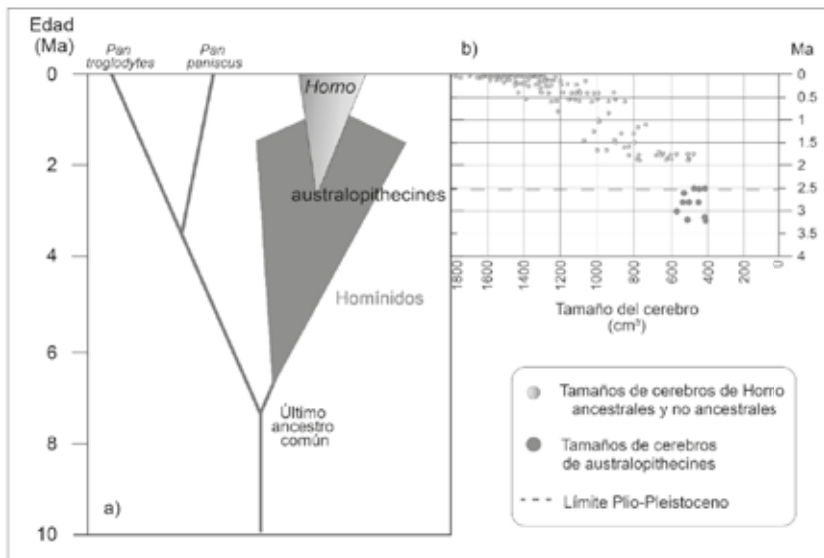 Edad
(Ma)
Pan
troglodytes
Pan
paniscus
0
2
4
6
8
10
Homo
australopithecines
Homínidos
Último
ancestro
común
a)
b)
Ma
0
0.5
1
1.5
2
2.5
3
3.5
4
1800
1600
1400
1200
1000
800
600
400
200
0
Tamaño del cerebro
(cm³)
Tamaños de cerebros de Homo
ancestrales y no ancestrales
Tamaños de cerebros
de australopithecines
Límite Plio-Pleistoceno